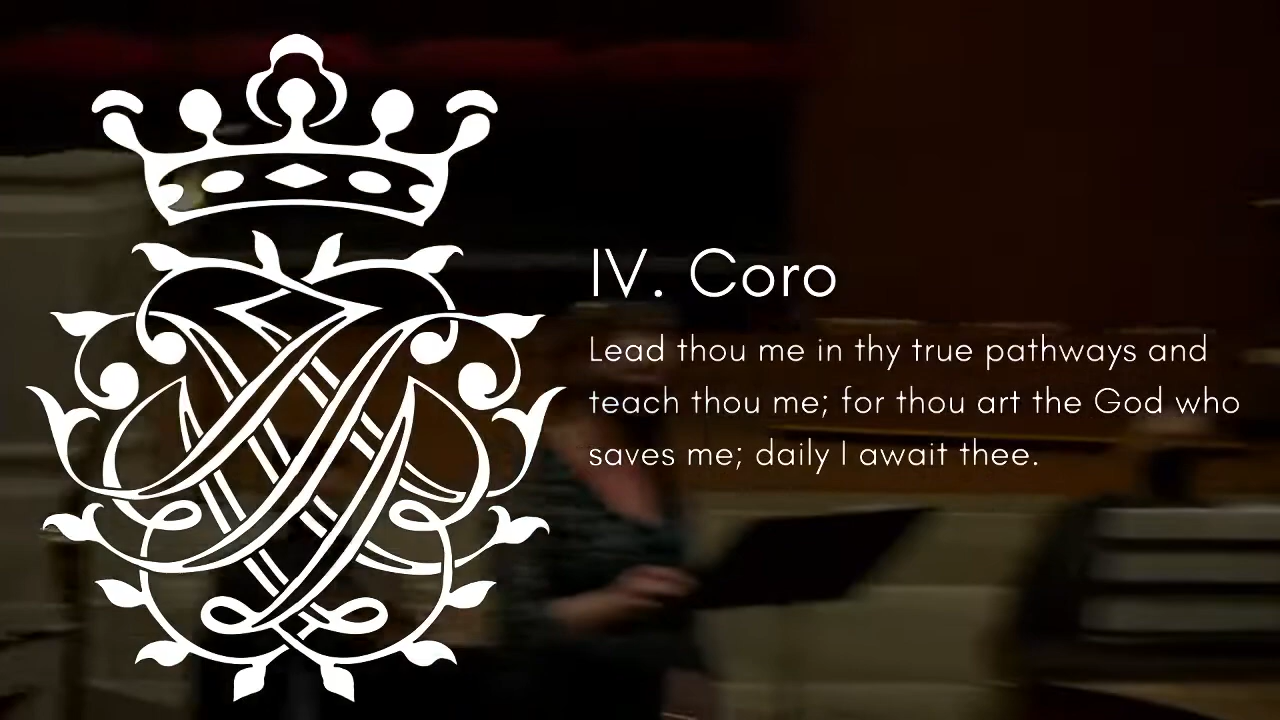 IV. Coro
Lead thou me in thy true pathways and
teach thou me; for thou art the God who
saves me; daily I await thee.